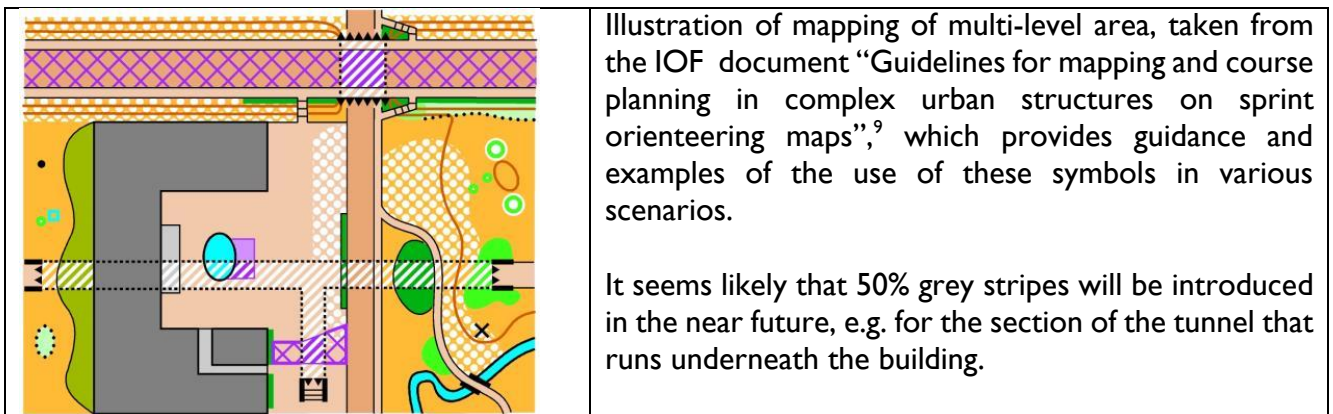 Illustration of mapping of multi-level area, taken from
the IOF document “Guidelines for mapping and course
planning in complex urban structures on sprint
orienteering maps”,⁹ which provides guidance and
examples of the use of these symbols in various
scenarios.
It seems likely that 50% grey stripes will be introduced
in the near future, e.g. for the section of the tunnel that
runs underneath the building.